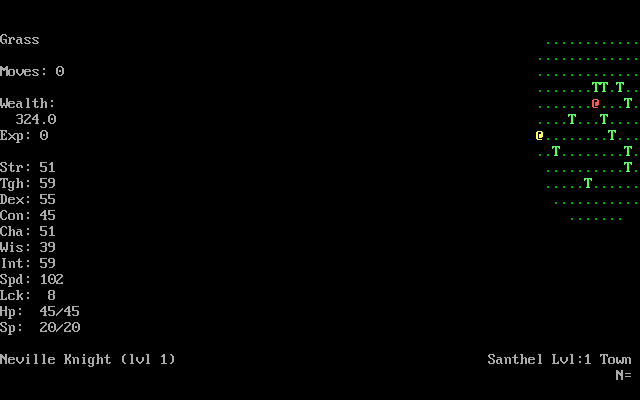 Grass
Moves: 0
Wealth:
324.0
Exp: 0
Str: 51
Tgh: 59
Dex: 55
Con: 45
Cha: 51
Wis: 39
Int: 59
Spd: 102
Lck: 8
Hp: 45/45
Sp: 20/20
Neville Knight (lvl 1)
Santhel Lvl:1 Town
N=